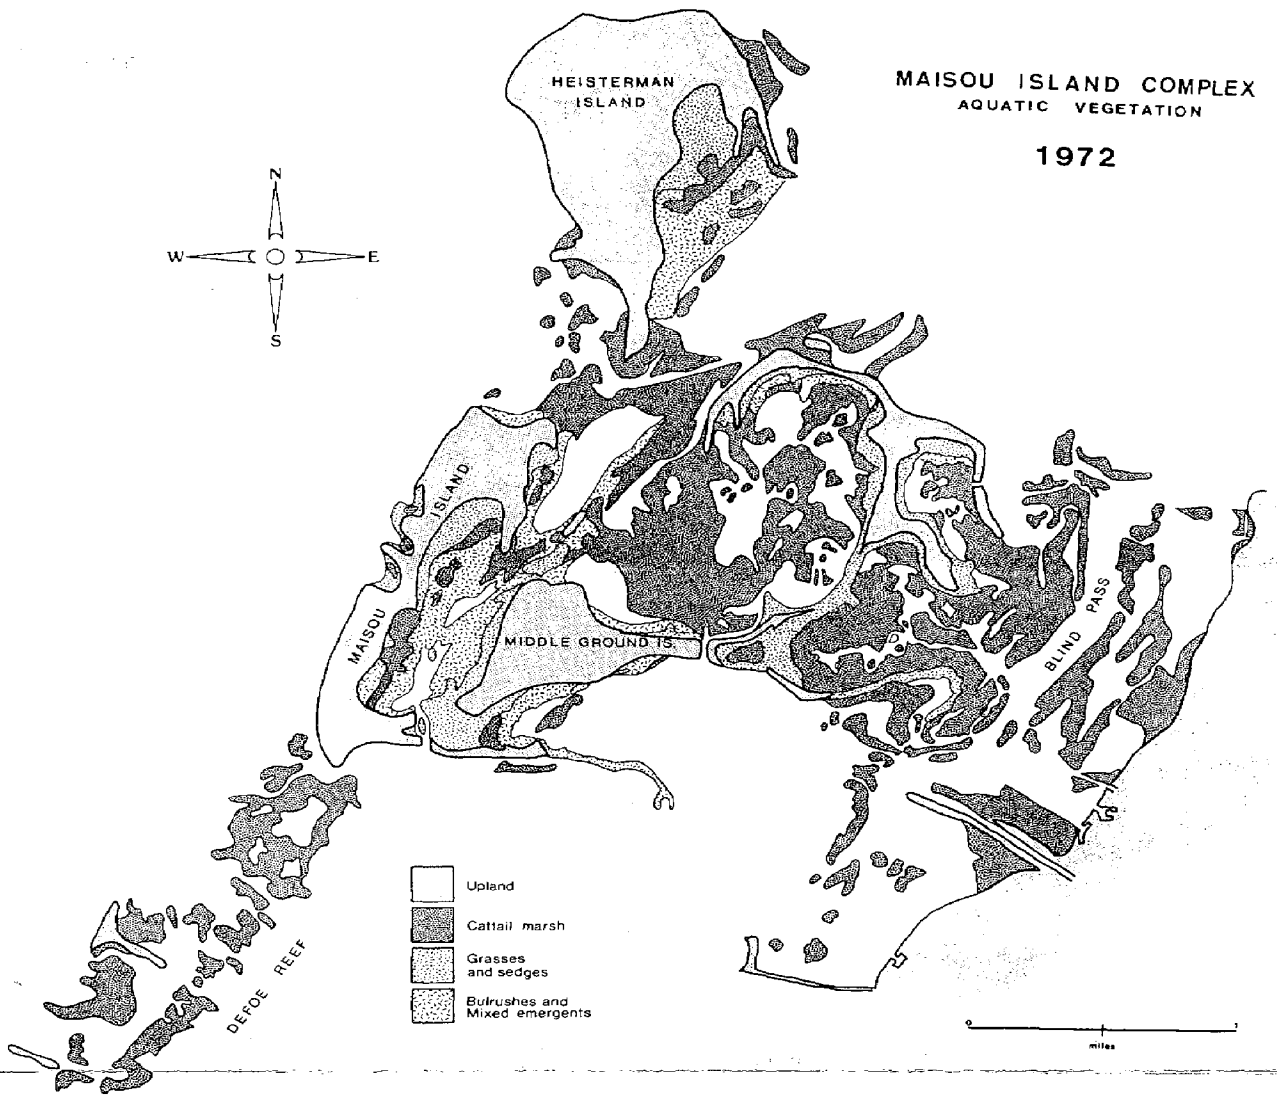 MAISOU ISLAND COMPLEX
AQUATIC VEGETATION
1972
HEISTERMAN
ISLAND
N
W
E
S
MAISOU ISLAND
MIDDLE GROUND IS.
BLIND PASS
DEFOE REEF
Upland
Cattail marsh
Grasses
and sedges
Bulrushes and
Mixed emergents
0
1
miles